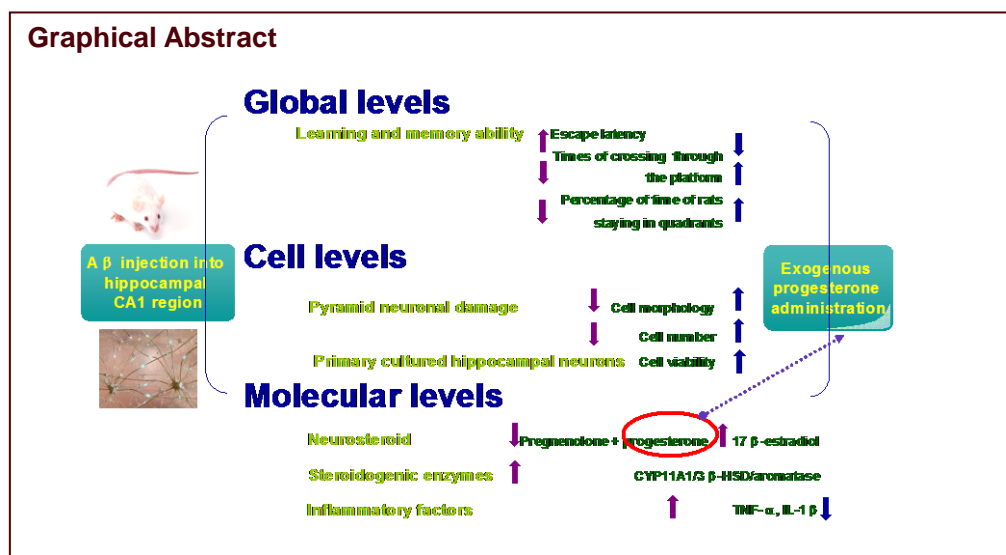 Graphical Abstract
Global levels
Learning and memory ability
Escape latency
Times of crossing through
the platform
Percentage of time of rats
staying in quadrants
A β injection into
hippocampal
CA1 region
Cell levels
Pyramid neuronal damage
Cell morphology
Cell number
Primary cultured hippocampal neurons
Cell viability
Exogenous
progesterone
administration
Molecular levels
Neurosteroid
Pregnenolone + progesterone
17 β-estradiol
Steroidogenic enzymes
CYP11A1/3 β-HSD/aromatase
Inflammatory factors
TNF- α, IL-1 β